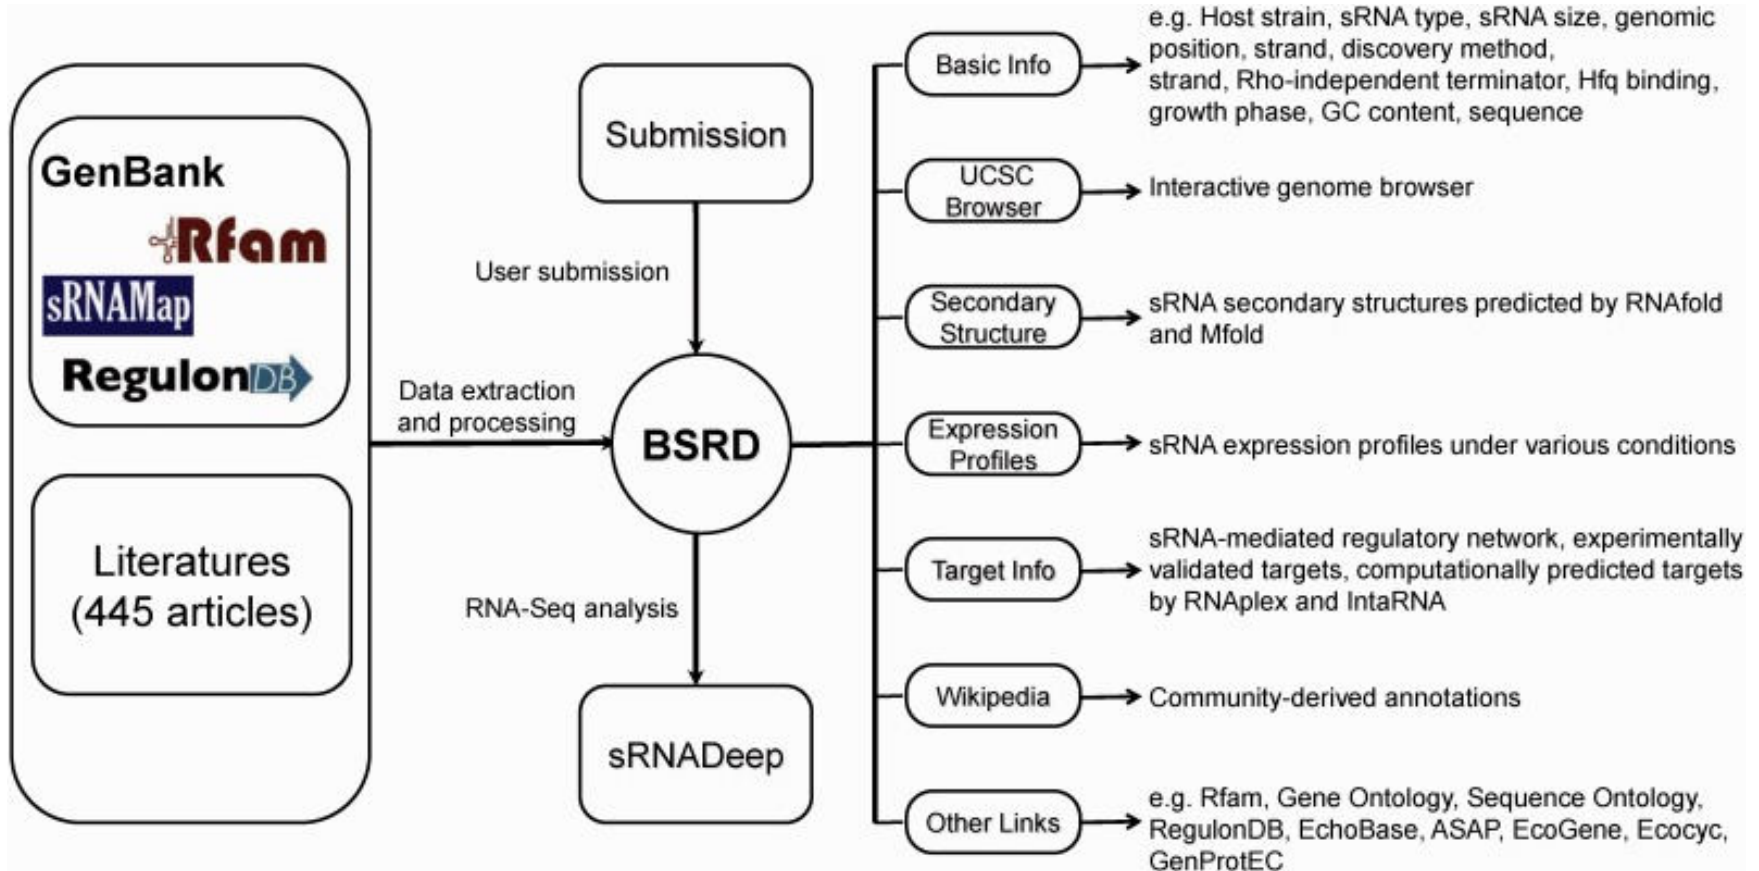 GenBank
Rfam
sRNAMap
RegulonDB
Literatures
(445 articles)
Data extraction
and processing
Submission
User submission
BSRD
RNA-Seq analysis
sRNADeep
Basic Info
e.g. Host strain, sRNA type, sRNA size, genomic
position, strand, discovery method,
strand, Rho-independent terminator, Hfq binding,
growth phase, GC content, sequence
UCSC
Browser
Interactive genome browser
Secondary
Structure
sRNA secondary structures predicted by RNAfold
and Mfold
Expression
Profiles
sRNA expression profiles under various conditions
Target Info
sRNA-mediated regulatory network, experimentally
validated targets, computationally predicted targets
by RNAplex and IntaRNA
Wikipedia
Community-derived annotations
Other Links
e.g. Rfam, Gene Ontology, Sequence Ontology,
RegulonDB, EchoBase, ASAP, EcoGene, Ecocyc,
GenProtEC